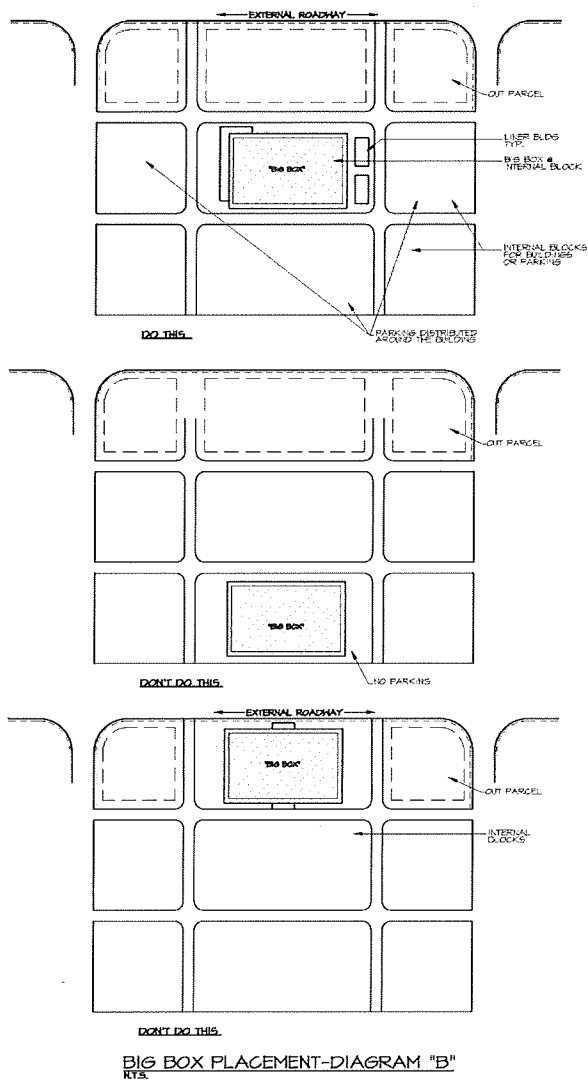 EXTERNAL ROADWAY
OUT PARCEL
LINER BLDG
TYP.
"BIG BOX"
BIG BOX @
INTERNAL BLOCK
INTERNAL BLOCKS
FOR BUILDINGS
OR PARKING
PARKING DISTRIBUTED
AROUND THE BUILDING
DO THIS
OUT PARCEL
"BIG BOX"
DON'T DO THIS
NO PARKING
EXTERNAL ROADWAY
"BIG BOX"
OUT PARCEL
INTERNAL
BLOCKS
DON'T DO THIS
BIG BOX PLACEMENT-DIAGRAM "B"
N.T.S.